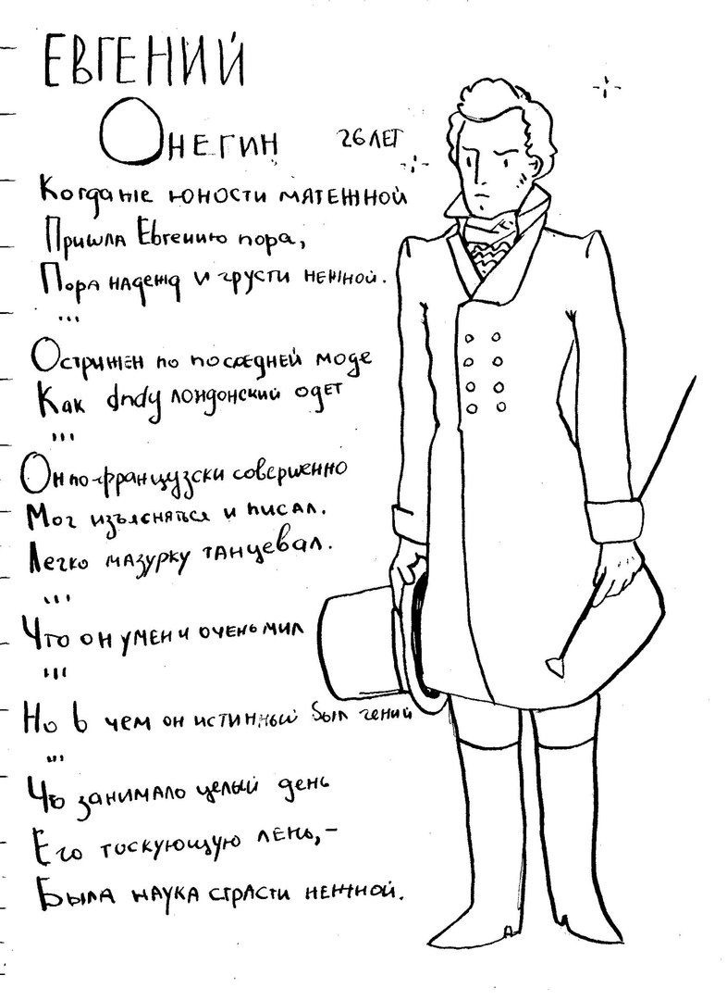 ЕВГЕНИЙ
ОНЕГИН
26 ЛЕТ
Когда же юности мятежной
Пришла Евгению пора,
Пора надежд и грусти нежной.
...
Острижен по последней моде
Как dndy лондонский одет
...
Он по-французски совершенно
Мог изъясняться и писал.
Легко мазурку танцевал.
...
Что он умен и очень мил
...
Но в чем он истинный был гений
...
Что занимало целый день
Его тоскующую лень,-
Была наука страсти нежной.